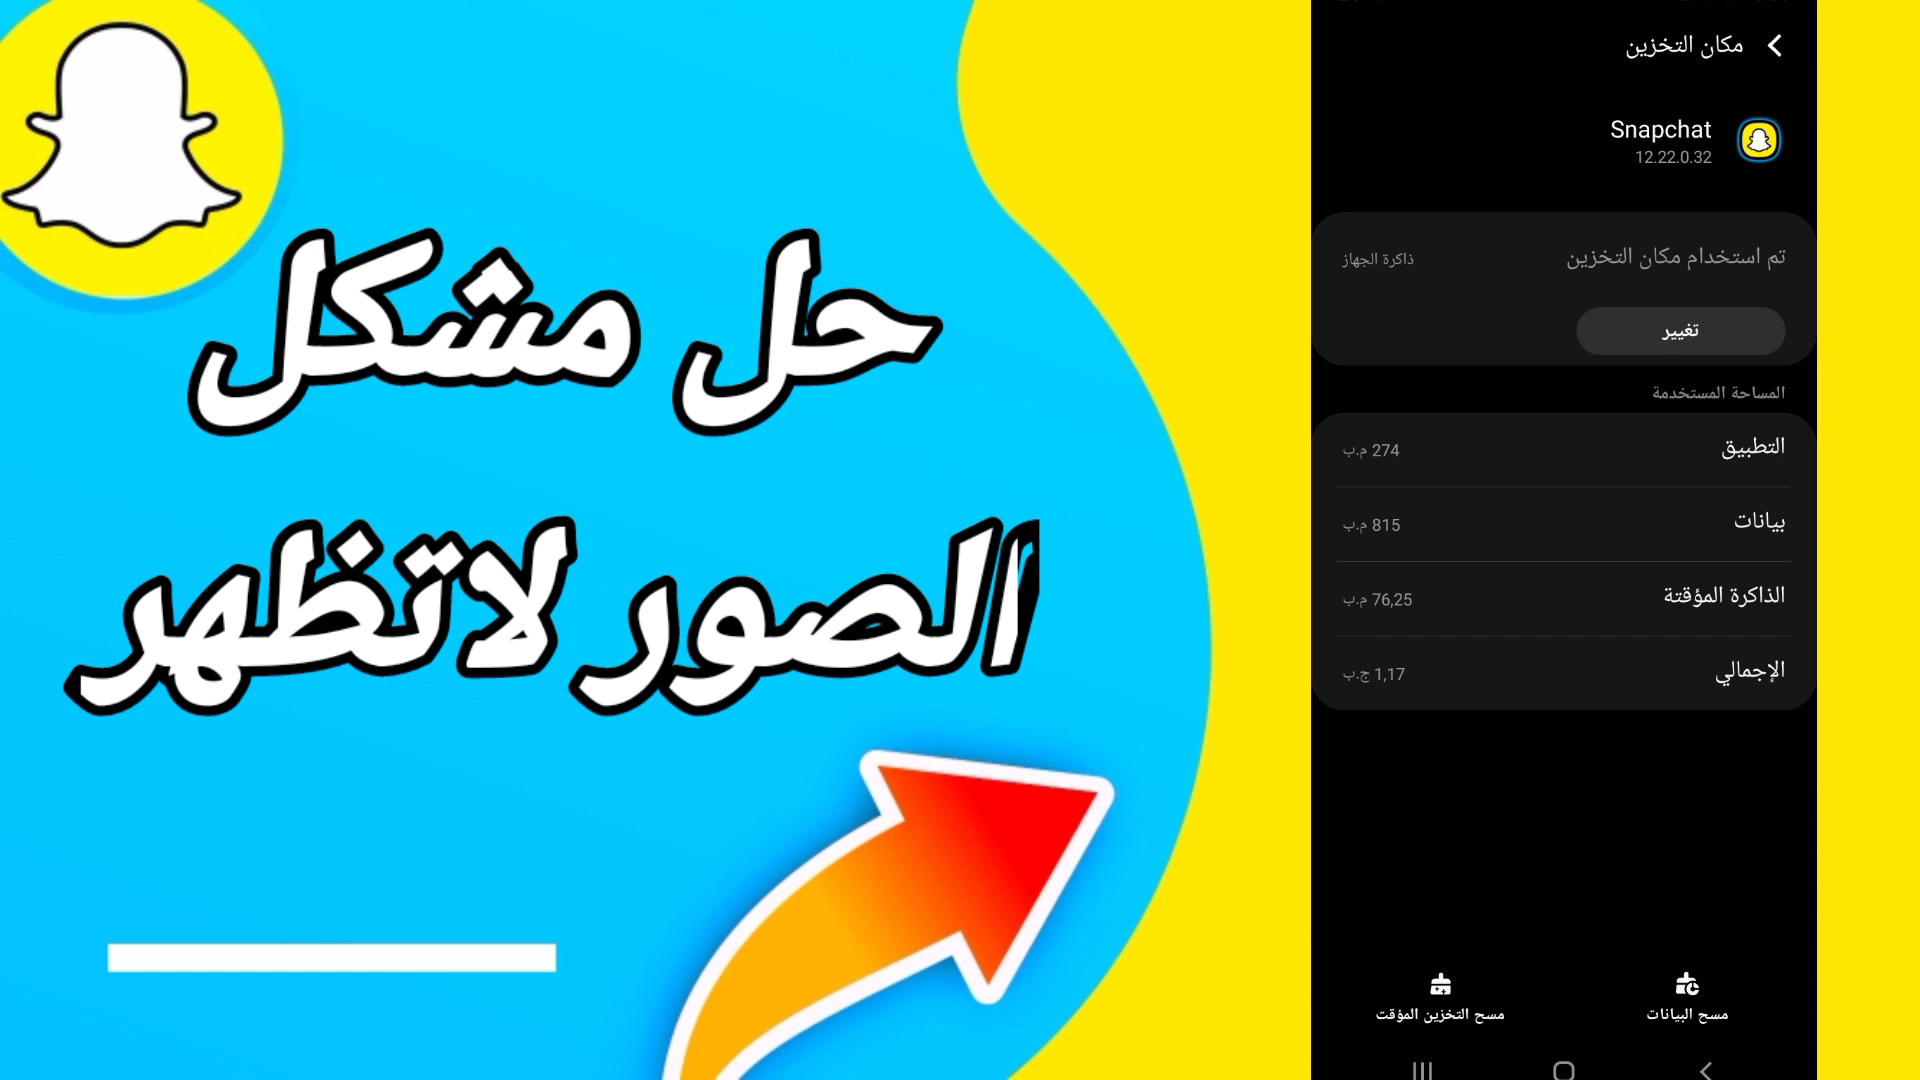 حل مشكل
الصور لاتظهر
مكان التخزين
Snapchat
12.22.0.32
تم استخدام مكان التخزين
ذاكرة الجهاز
تغيير
المساحة المستخدمة
التطبيق
274 م.ب
بيانات
815 م.ب
الذاكرة المؤقتة
76,25 م.ب
الإجمالي
1,17 ج.ب
مسح البيانات
مسح التخزين المؤقت